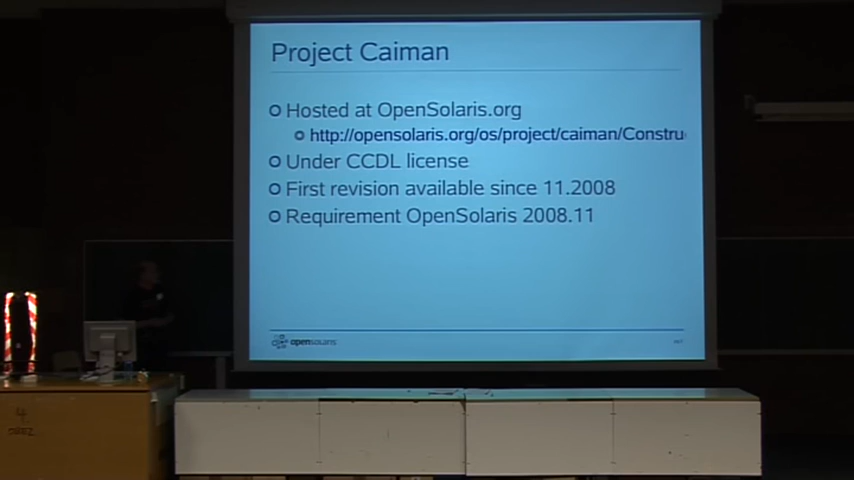 Project Caiman
Hosted at OpenSolaris.org
http://opensolaris.org/os/project/caiman/Constru
Under CCDL license
First revision available since 11.2008
Requirement OpenSolaris 2008.11
opensolaris